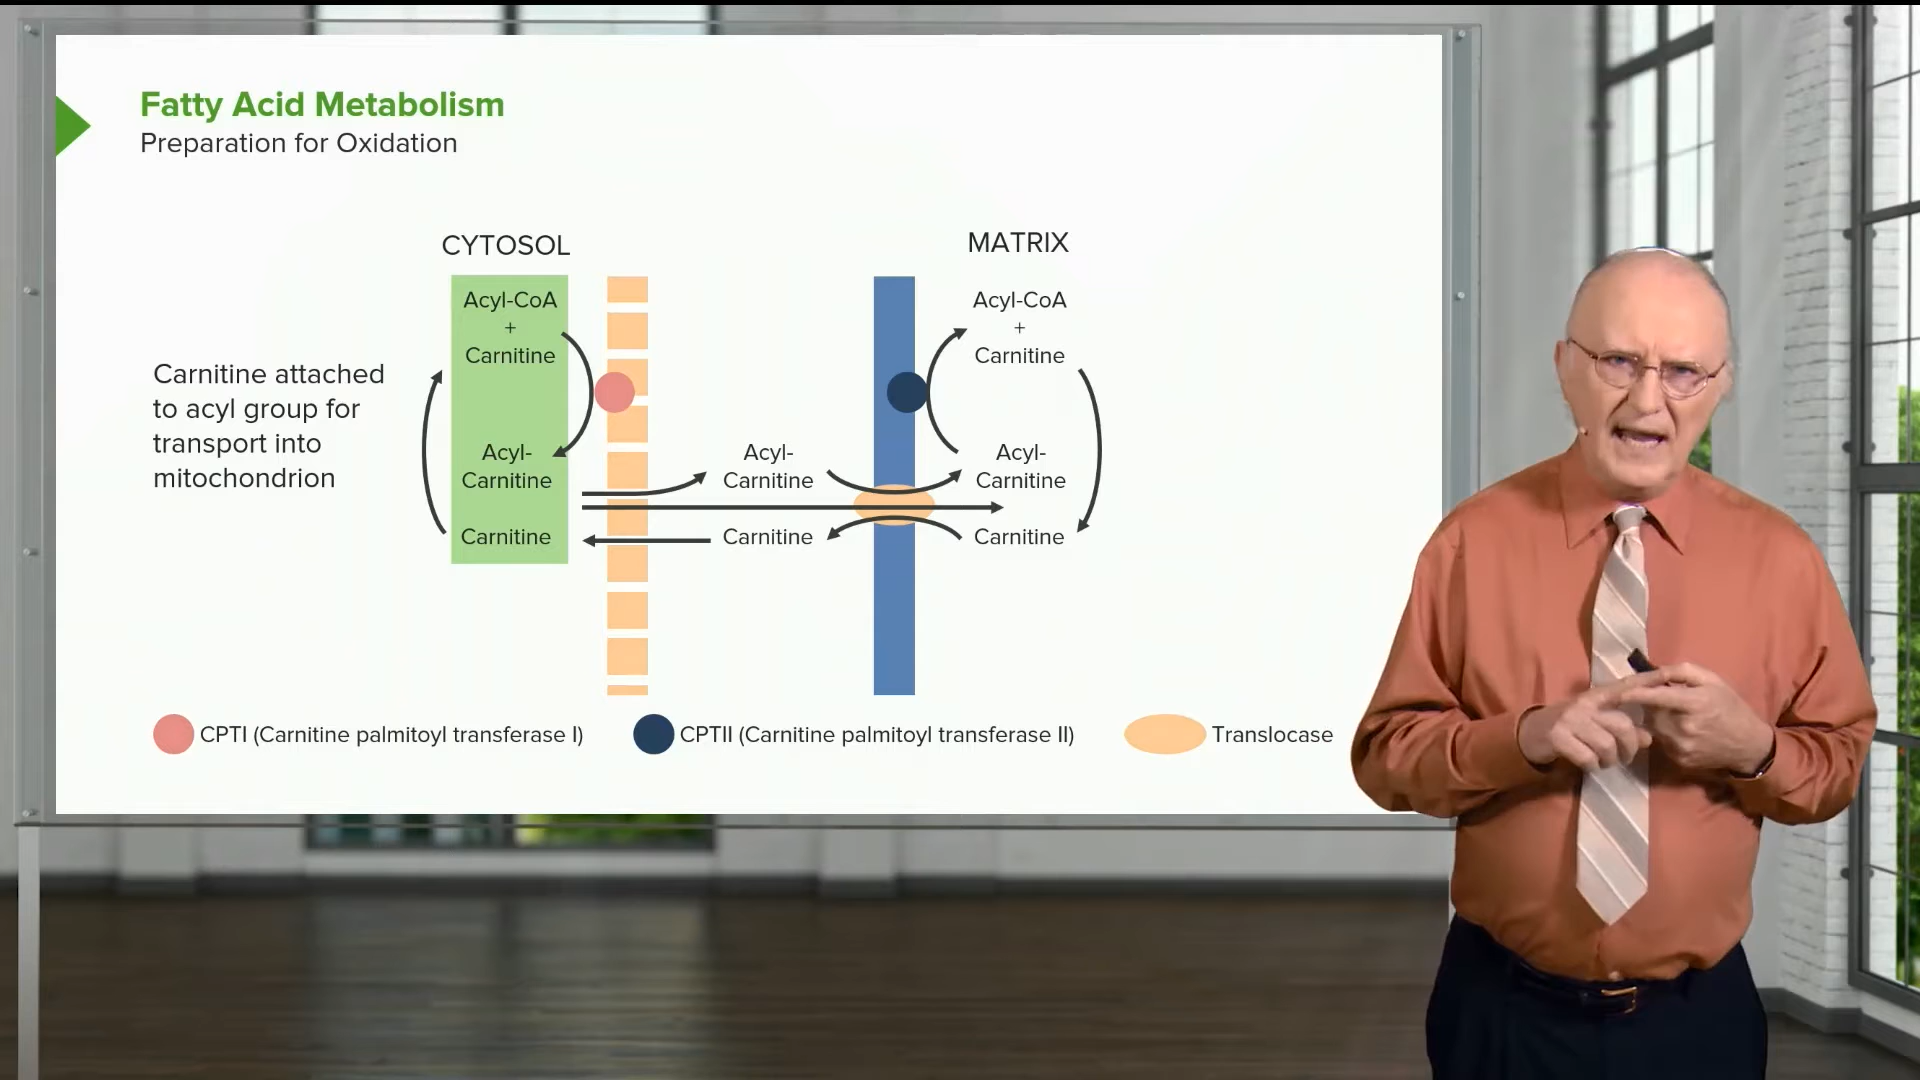 Fatty Acid Metabolism
Preparation for Oxidation
CYTOSOL
MATRIX
Carnitine attached
to acyl group for
transport into
mitochondrion
Acyl-CoA
+
Carnitine
Acyl-
Carnitine
Carnitine
Acyl-
Carnitine
Carnitine
Acyl-CoA
+
Carnitine
Acyl-
Carnitine
Carnitine
CPTI (Carnitine palmitoyl transferase I)
CPTII (Carnitine palmitoyl transferase II)
Translocase